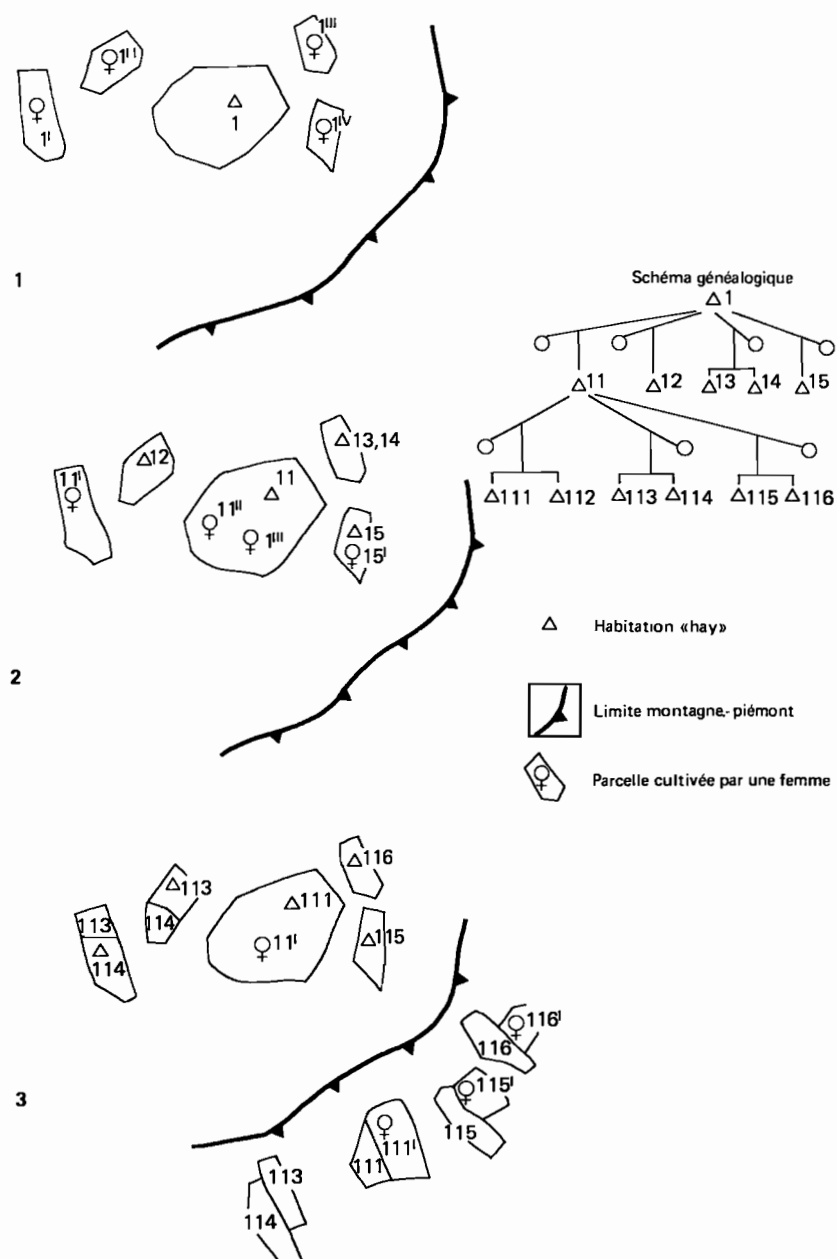 1ᴵᴵᴵ
1ᴵᴵ
1ᴵ
1
1ᴵⱽ
1
Schéma généalogique
1
11
12
13
14
15
111
112
113
114
115
116
13,14
12
11ᴵ
11
11ᴵᴵ
1ᴵᴵᴵ
15
15ᴵ
2
Habitation «hay»
Limite montagne-piémont
Parcelle cultivée par une femme
116
113
114
113
114
111
11ᴵ
115
116ᴵ
116
115ᴵ
115
3
111ᴵ
111
113
114